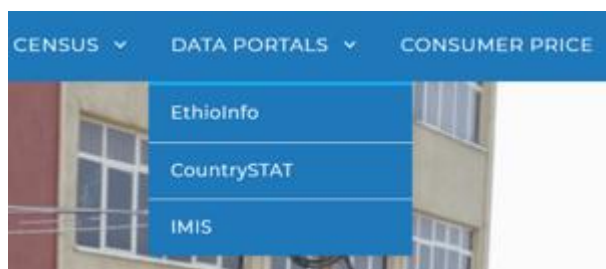 CENSUS DATA PORTALS CONSUMER PRICE
EthioInfo
CountrySTAT
IMIS